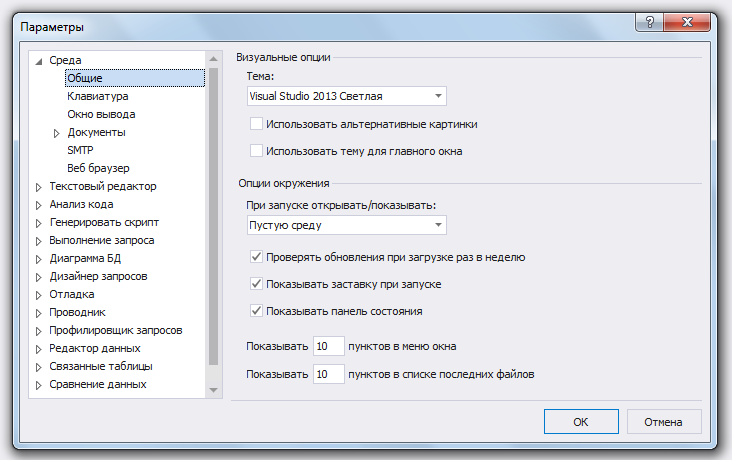 Параметры
Среда
Общие
Клавиатура
Окно вывода
Документы
SMTP
Веб браузер
Текстовый редактор
Анализ кода
Генерировать скрипт
Выполнение запроса
Диаграмма БД
Дизайнер запросов
Отладка
Проводник
Профилировщик запросов
Редактор данных
Связанные таблицы
Сравнение данных
Визуальные опции
Тема:
Visual Studio 2013 Светлая
Использовать альтернативные картинки
Использовать тему для главного окна
Опции окружения
При запуске открывать/показывать:
Пустую среду
Проверять обновления при загрузке раз в неделю
Показывать заставку при запуске
Показывать панель состояния
Показывать 10 пунктов в меню окна
Показывать 10 пунктов в списке последних файлов
OK Отмена